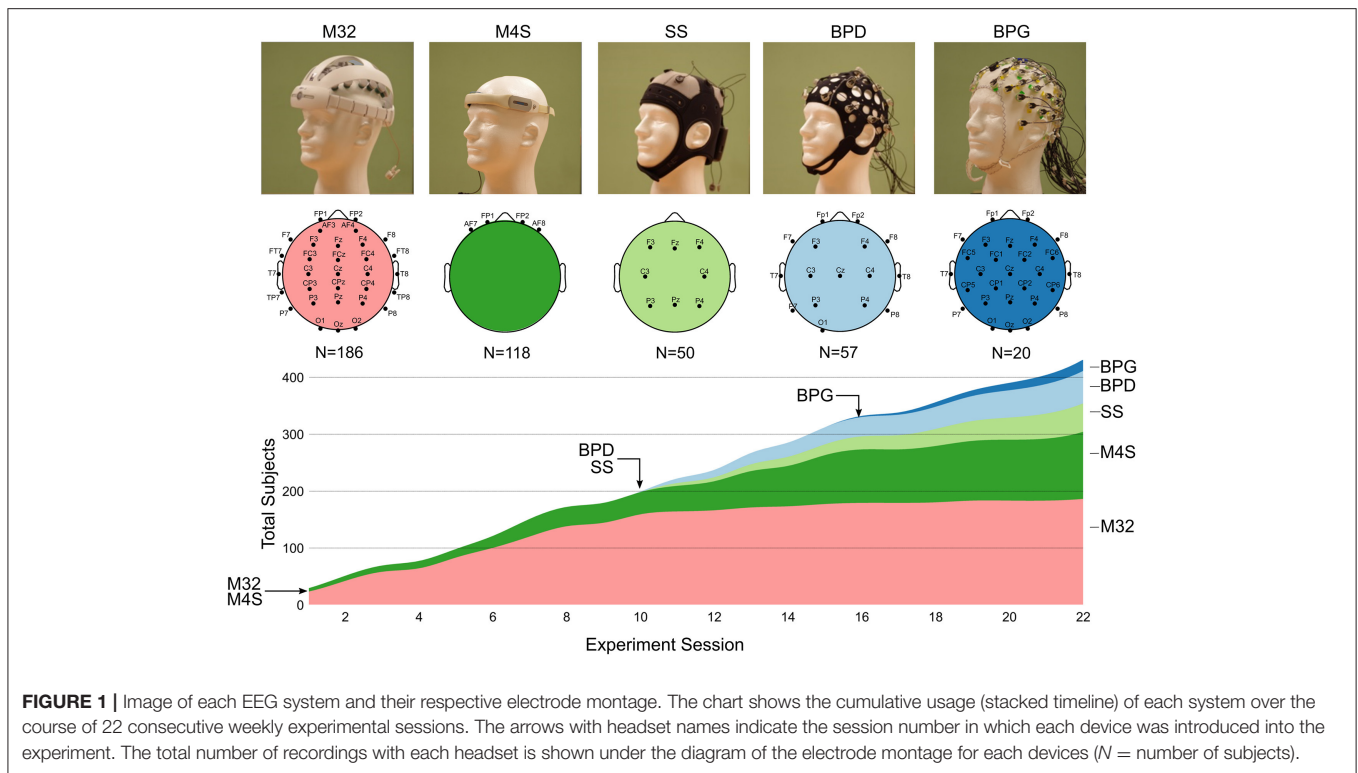 M32 M4S SS BPD BPG
FP1 FP2
AF3 AF4
F7 F8
F3 Fz F4
FT7 FC3 FCz FC4 FT8
T7 C3 Cz C4 T8
CP3 CPz CP4
TP7 TP8
P3 Pz P4
P7 P8
O1 Oz O2
FP1 FP2
AF7 AF8
F3 Fz F4
C3 C4
P3 Pz P4
Fp1 Fp2
F7 F3 F4 F8
T7 C3 Cz C4 T8
P7 P3 P4 P8
O1
Fp1 Fp2
F7 F3 Fz F4 F8
FC5 FC1 FC2 FC6
T7 C3 Cz C4 T8
CP5 CP1 CP2 CP6
P7 P3 Pz P4 P8
O1 Oz O2
N=186 N=118 N=50 N=57 N=20
400
300
200
100
0
Total Subjects
M32
M4S
BPD
SS
BPG
BPG
BPD
SS
M4S
M32
2 4 6 8 10 12 14 16 18 20 22
Experiment Session
FIGURE 1 | Image of each EEG system and their respective electrode montage. The chart shows the cumulative usage (stacked timeline) of each system over the
course of 22 consecutive weekly experimental sessions. The arrows with headset names indicate the session number in which each device was introduced into the
experiment. The total number of recordings with each headset is shown under the diagram of the electrode montage for each devices (N = number of subjects).